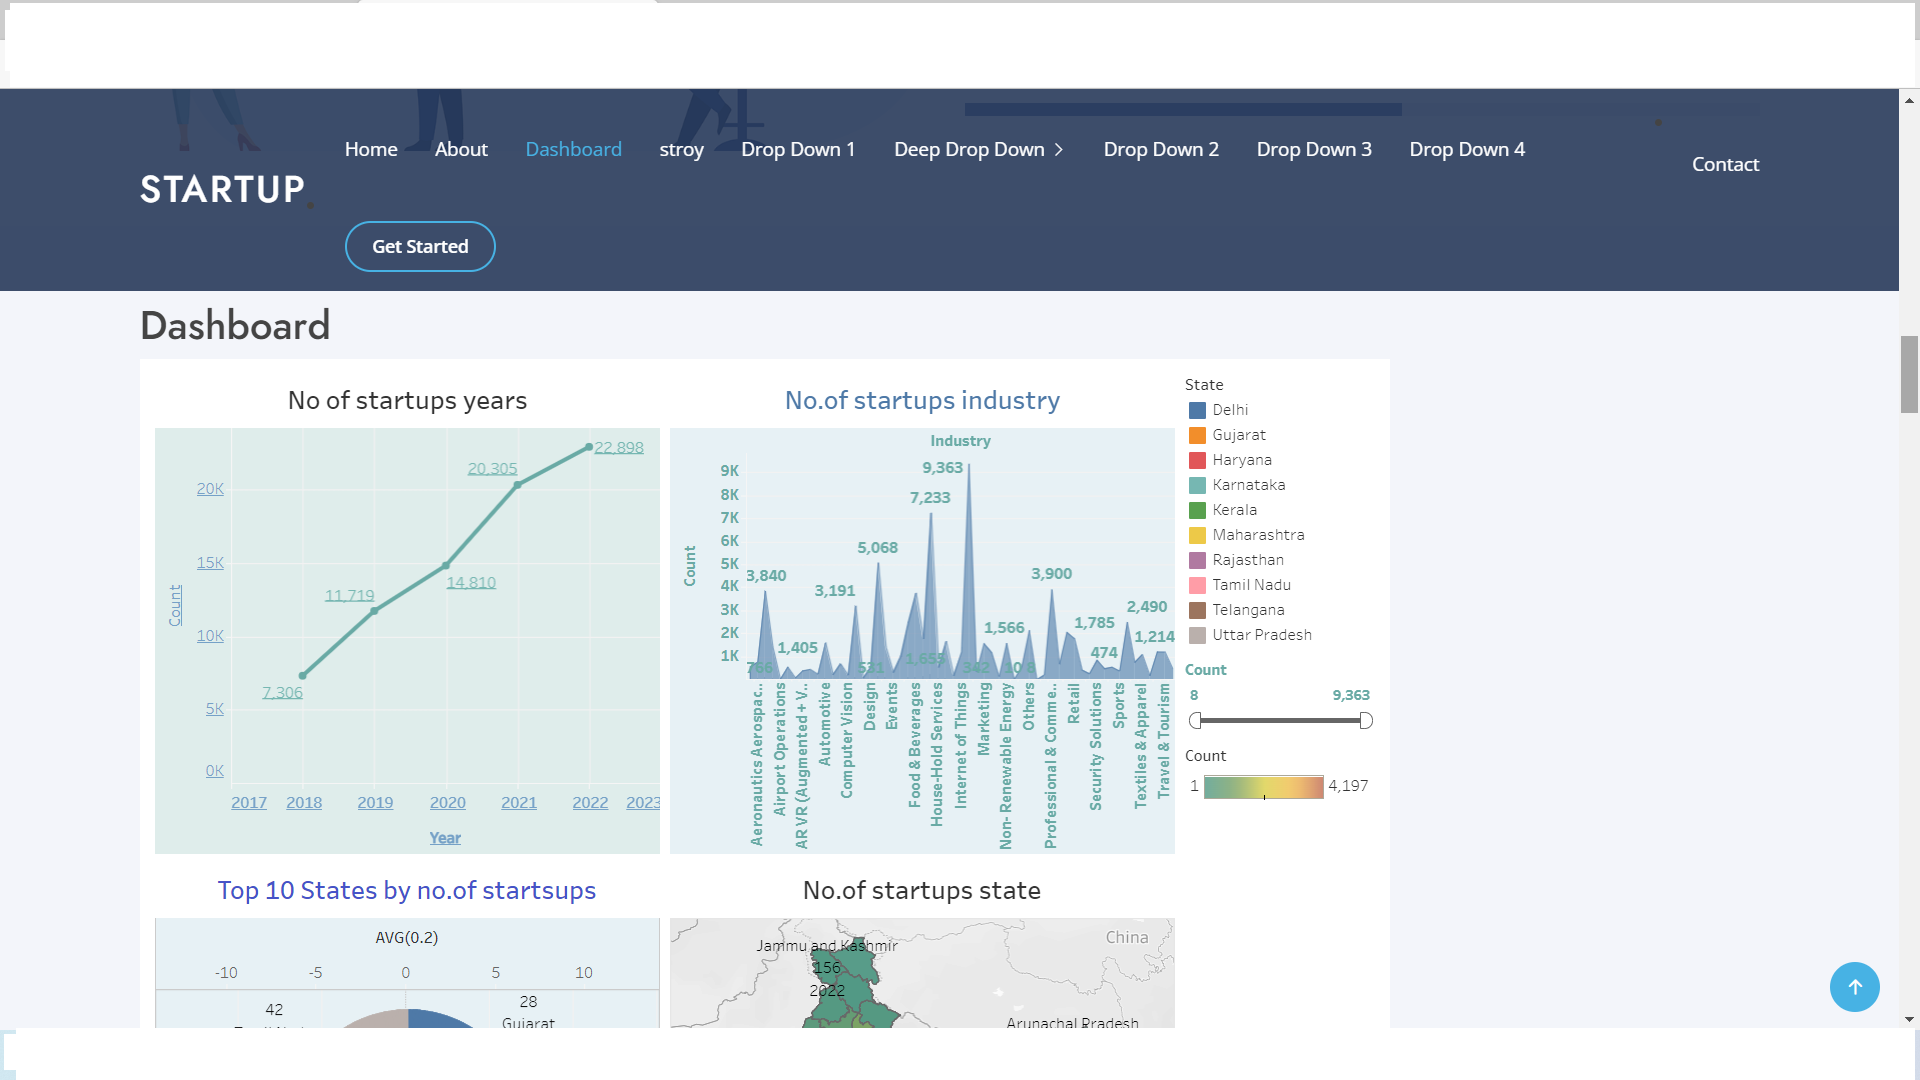 Home About Dashboard stroy Drop Down 1 Deep Drop Down Drop Down 2 Drop Down 3 Drop Down 4
Contact
STARTUP.
Get Started
Dashboard
No of startups years
22,898
20,305
14,810
11,719
7,306
20K
15K
10K
5K
0K
Count
2017 2018 2019 2020 2021 2022 2023
Year
No.of startups industry
Industry
9K
8K
7K
6K
5K
4K
3K
2K
1K
Count
9,363
7,233
5,068
3,840
3,191
3,900
1,405
1,566
1,785
2,490
1,214
474
766
531
1,655
342
10
8
Aeronautics Aerospac..
Airport Operations
AR VR (Augmented + V..
Automotive
Computer Vision
Design
Events
Food & Beverages
House-Hold Services
Internet of Things
Marketing
Non- Renewable Energy
Others
Professional & Comme..
Retail
Security Solutions
Sports
Textiles & Apparel
Travel & Tourism
State
Delhi
Gujarat
Haryana
Karnataka
Kerala
Maharashtra
Rajasthan
Tamil Nadu
Telangana
Uttar Pradesh
Count
8 9,363
Count
1 4,197
Top 10 States by no.of startsups
AVG(0.2)
-10 -5 0 5 10
42
28
Gujarat
No.of startups state
China
Jammu and Kashmir
156
2022
Arunachal Pradesh